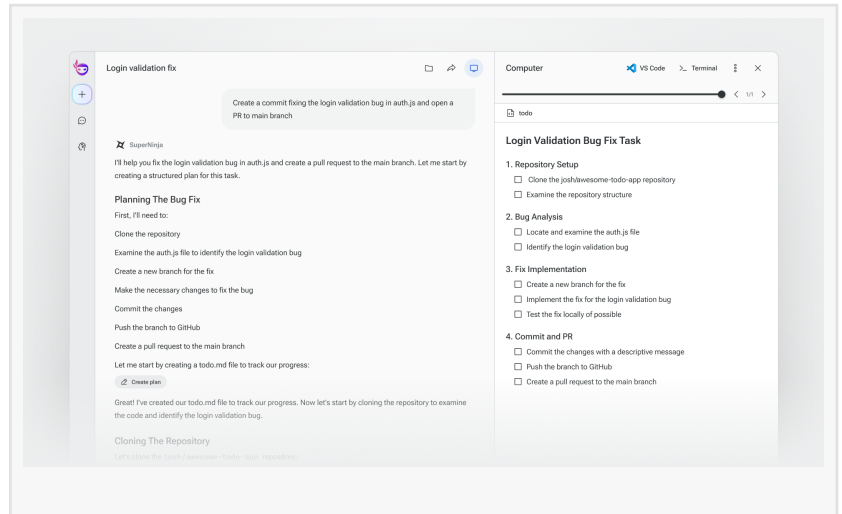 Login validation fix
Create a commit fixing the login validation bug in auth.js and open a
PR to main branch
SuperNinja
I'll help you fix the login validation bug in auth.js and create a pull request to the main branch. Let me start by
creating a structured plan for this task.
Planning The Bug Fix
First, I'll need to:
Clone the repository
Examine the auth.js file to identify the login validation bug
Create a new branch for the fix
Make the necessary changes to fix the bug
Commit the changes
Push the branch to GitHub
Create a pull request to the main branch
Let me start by creating a todo.md file to track our progress:
Create plan
Great! I've created our todo.md file to track our progress. Now let's start by cloning the repository to examine
the code and identify the login validation bug.
Cloning The Repository
Let's clone the josh/awesome-todo-app repository
Computer
VS Code
Terminal
1/1
todo
Login Validation Bug Fix Task
1. Repository Setup
Clone the josh/awesome-todo-app repository
Examine the repository structure
2. Bug Analysis
Locate and examine the auth.js file
Identify the login validation bug
3. Fix Implementation
Create a new branch for the fix
Implement the fix for the login validation bug
Test the fix locally of possible
4. Commit and PR
Commit the changes with a descriptive message
Push the branch to GitHub
Create a pull request to the main branch